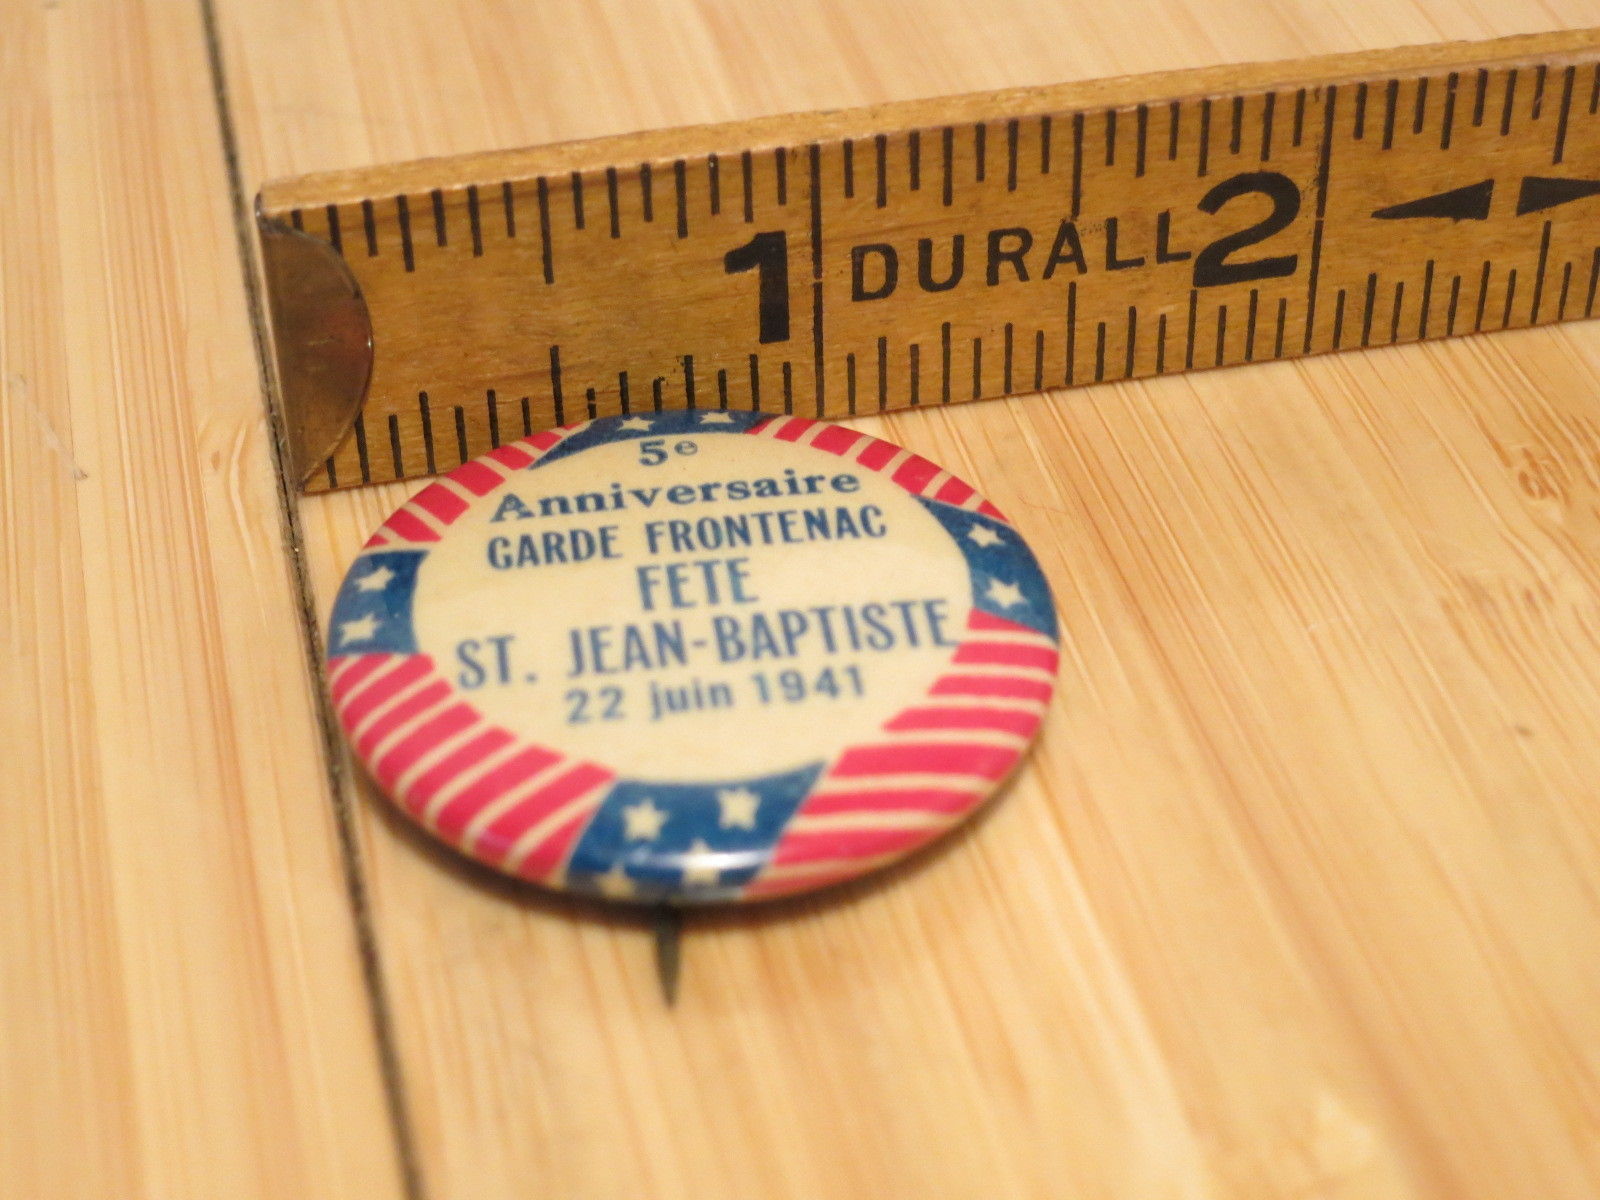 1 DURALL 2
5e
Anniversaire
GARDE FRONTENAC
FETE
ST. JEAN-BAPTISTE
22 juin 1941